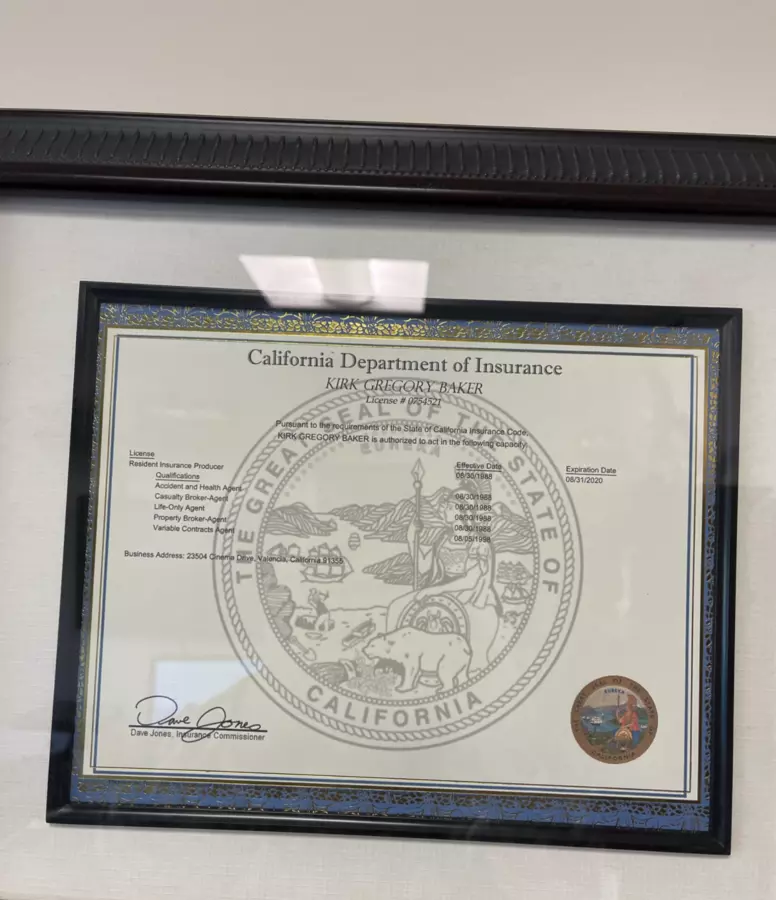 California Department of Insurance
KIRK GREGORY BAKER
License # 0754521
Pursuant to the requirements of the State of California Insurance Code,
KIRK GREGORY BAKER is authorized to act in the following capacity:
License Effective Date Expiration Date
Resident Insurance Producer 08/30/1988 08/31/2020
Qualifications
Accident and Health Agent 08/30/1988
Casualty Broker-Agent 08/30/1988
Life-Only Agent 08/30/1988
Property Broker-Agent 08/30/1988
Variable Contracts Agent 08/05/1998
Business Address: 23504 Cinema Drive, Valencia, California 91355
THE GREAT SEAL OF THE STATE OF
EUREKA
CALIFORNIA
Dave Jones
Dave Jones, Insurance Commissioner
EUREKA
CALIFORNIA